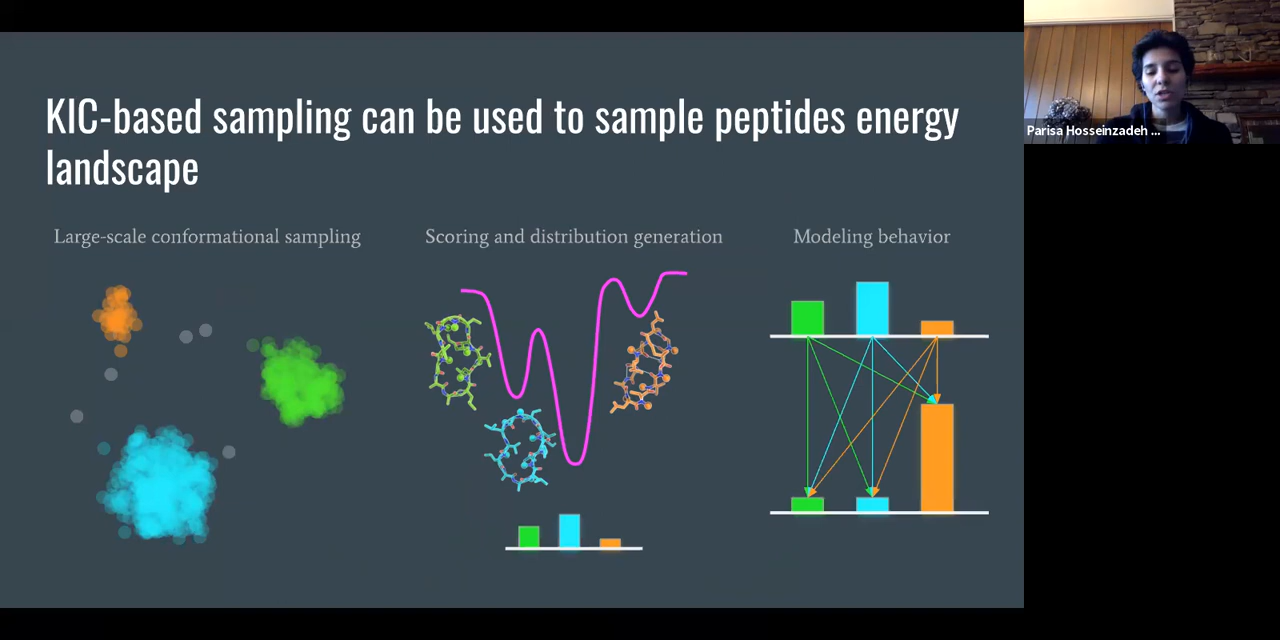 KIC-based sampling can be used to sample peptides energy
landscape
Large-scale conformational sampling
Scoring and distribution generation
Modeling behavior
Parisa Hosseinzadeh ...